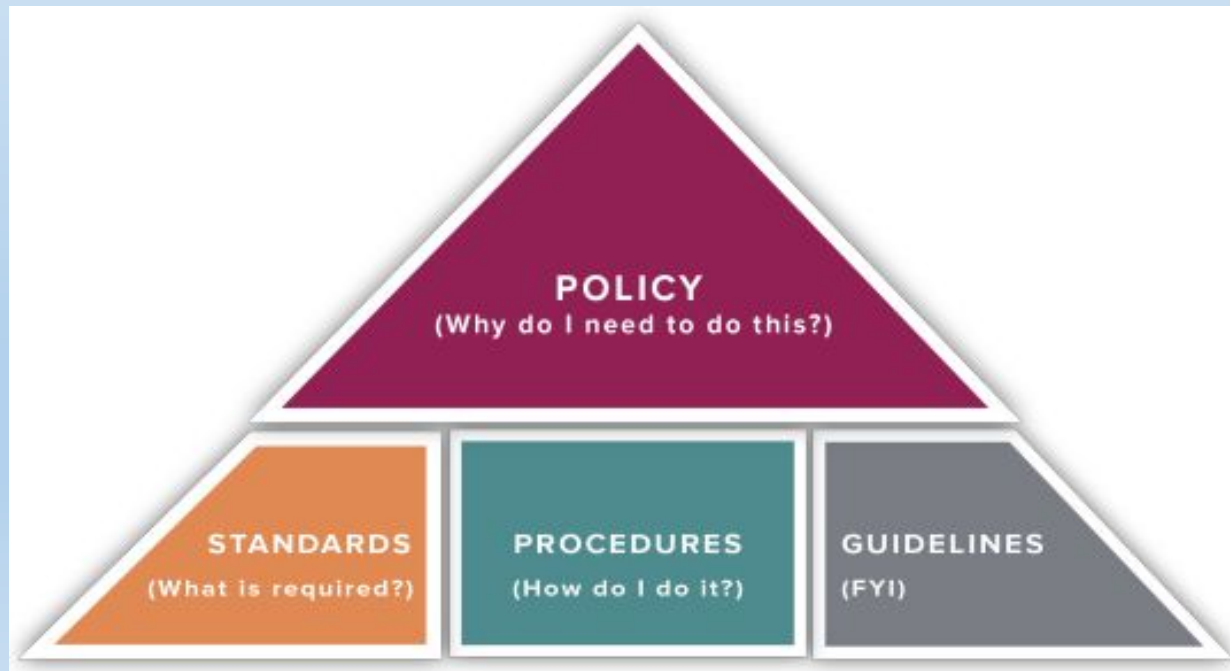 POLICY
(Why do I need to do this?)
STANDARDS
(What is required?)
PROCEDURES
(How do I do it?)
GUIDELINES
(FYI)